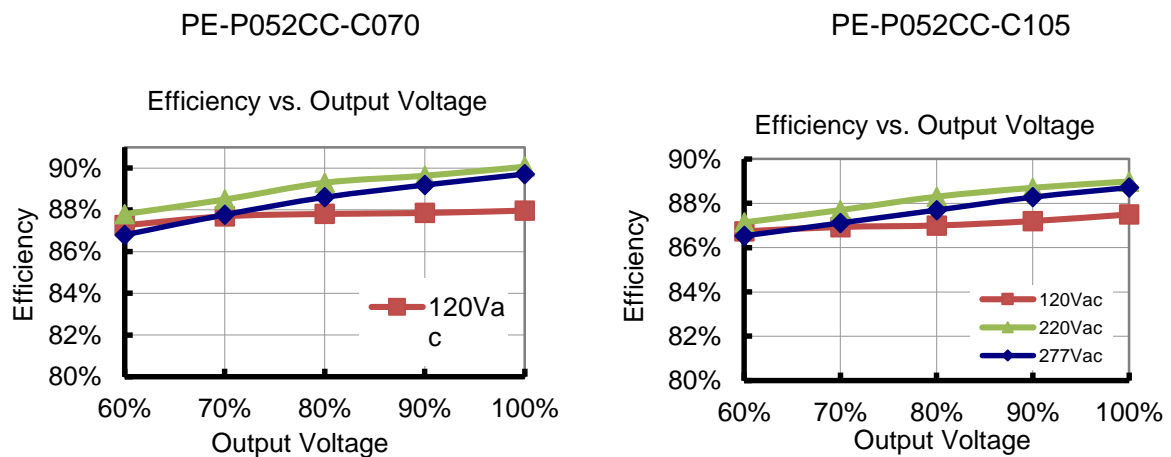 PE-P052CC-C070
Efficiency vs. Output Voltage
Efficiency
90%
88%
86%
84%
82%
80%
60%
70%
80%
90%
100%
Output Voltage
120Va
c
PE-P052CC-C105
Efficiency vs. Output Voltage
Efficiency
90%
88%
86%
84%
82%
80%
60%
70%
80%
90%
100%
Output Voltage
120Vac
220Vac
277Vac